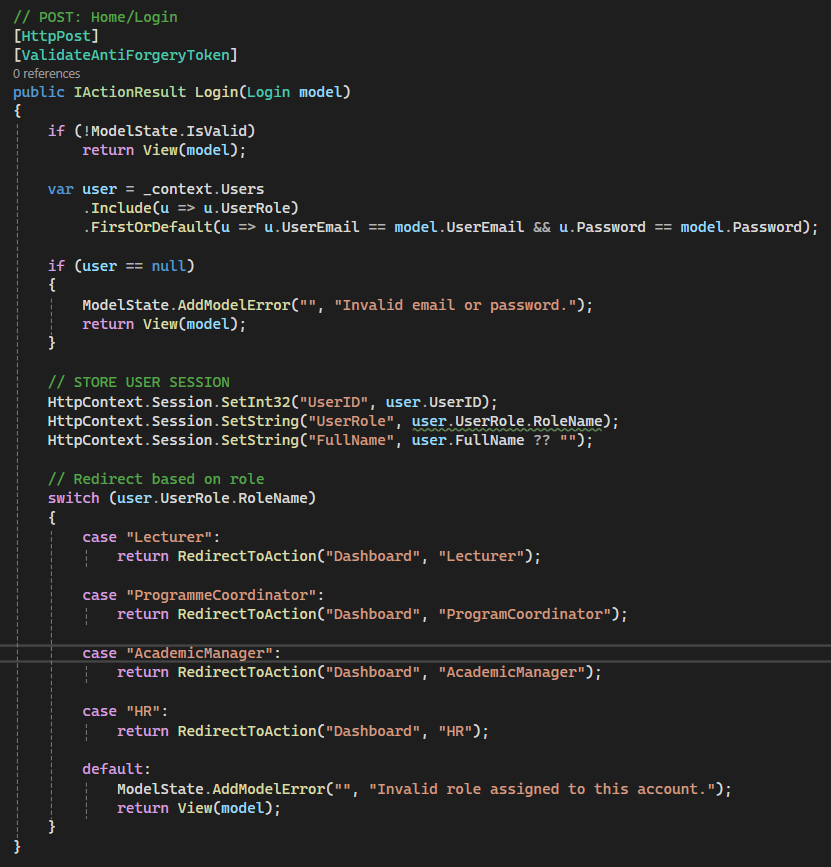 // POST: Home/Login
[HttpPost]
[ValidateAntiForgeryToken]
0 references
public IActionResult Login(Login model)
{
if (!ModelState.IsValid)
return View(model);
var user = _context.Users
.Include(u => u.UserRole)
.FirstOrDefault(u => u.UserEmail == model.UserEmail && u.Password == model.Password);
if (user == null)
{
ModelState.AddModelError("", "Invalid email or password.");
return View(model);
}
// STORE USER SESSION
HttpContext.Session.SetInt32("UserID", user.UserID);
HttpContext.Session.SetString("UserRole", user.UserRole.RoleName);
HttpContext.Session.SetString("FullName", user.FullName ?? "");
// Redirect based on role
switch (user.UserRole.RoleName)
{
case "Lecturer":
return RedirectToAction("Dashboard", "Lecturer");
case "ProgrammeCoordinator":
return RedirectToAction("Dashboard", "ProgramCoordinator");
case "AcademicManager":
return RedirectToAction("Dashboard", "AcademicManager");
case "HR":
return RedirectToAction("Dashboard", "HR");
default:
ModelState.AddModelError("", "Invalid role assigned to this account.");
return View(model);
}
}